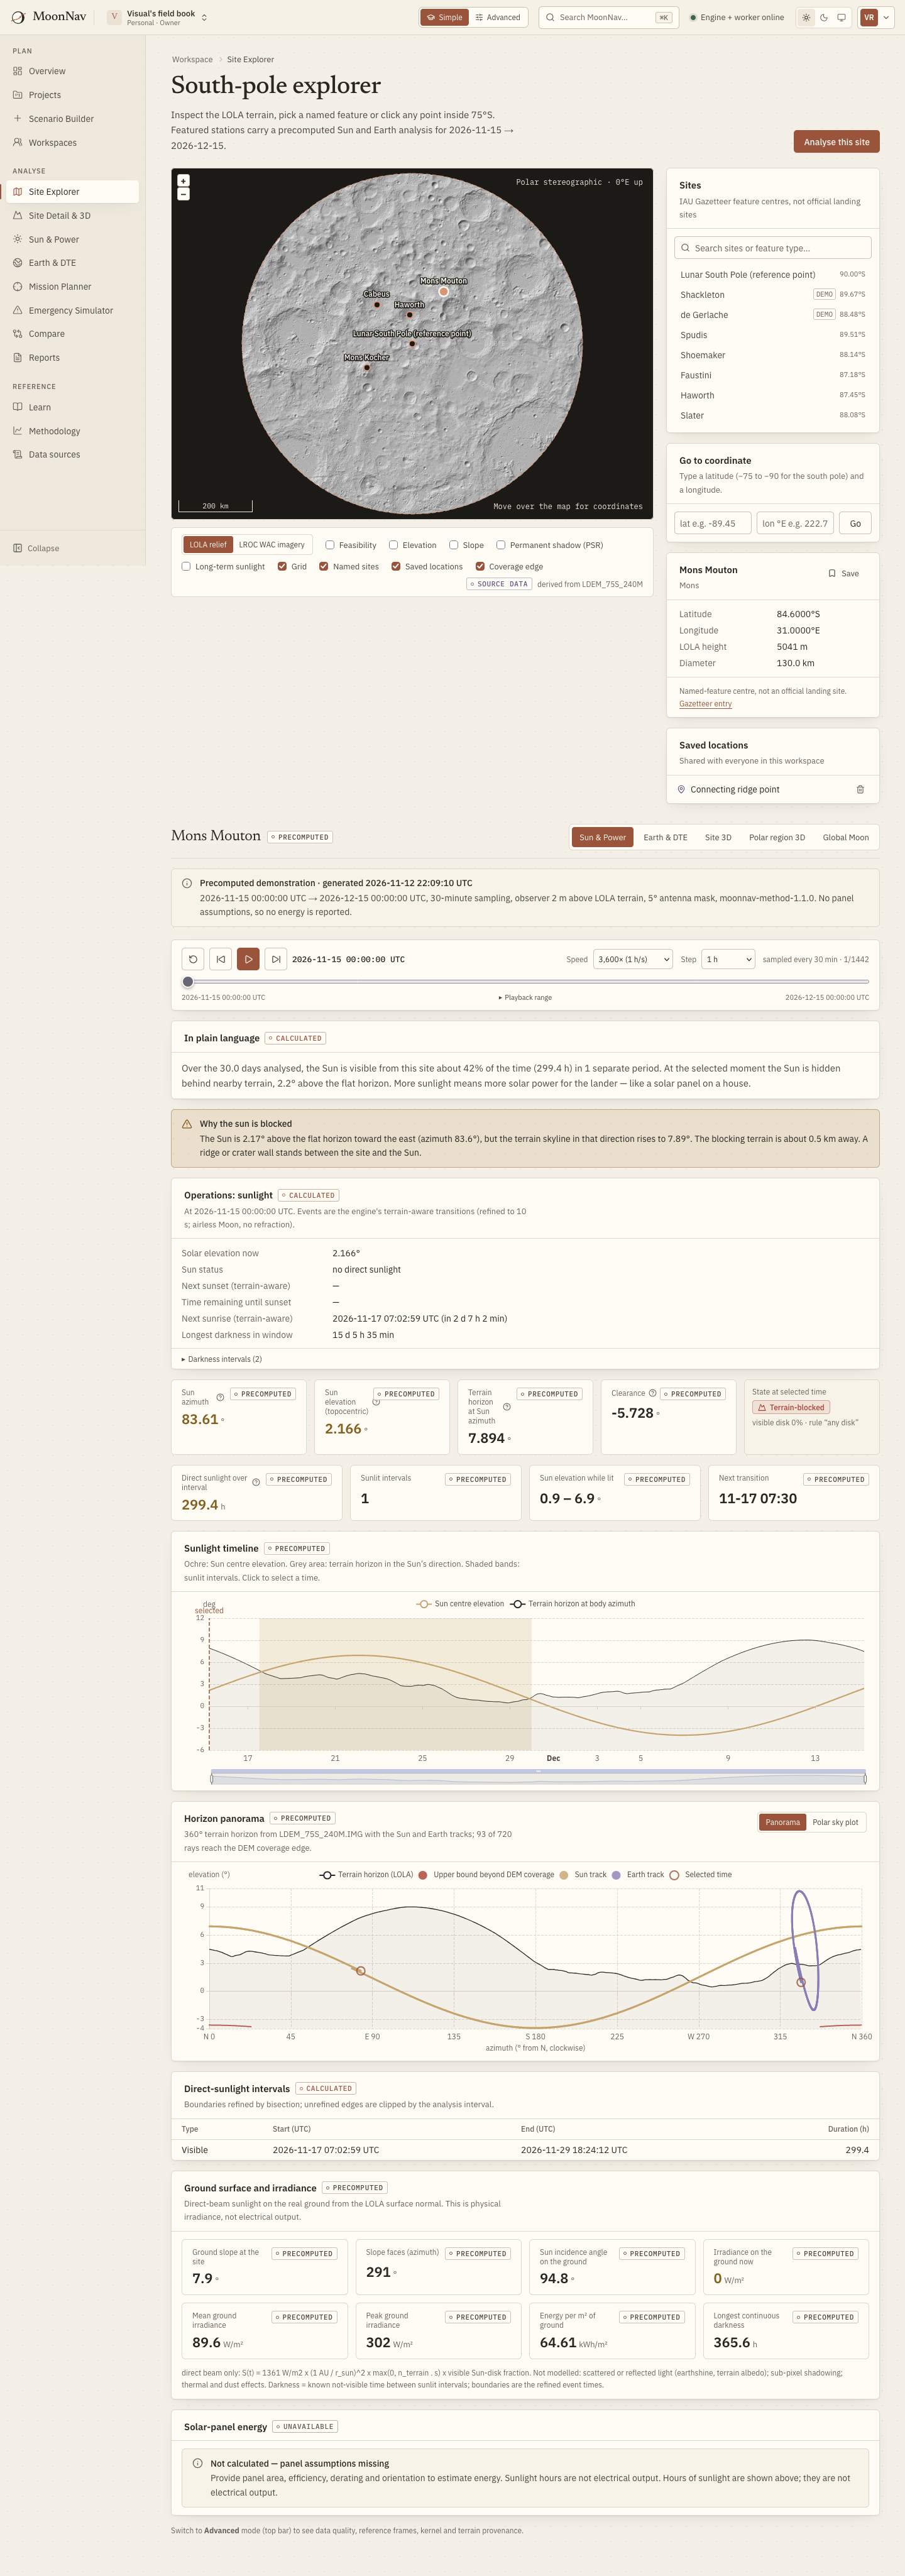 MoonNav
V
Visual's field book
Personal · Owner
Simple
Advanced
Search MoonNav...
⌘K
Engine + worker online
VR
PLAN
Overview
Projects
Scenario Builder
Workspaces
ANALYSE
Site Explorer
Site Detail & 3D
Sun & Power
Earth & DTE
Mission Planner
Emergency Simulator
Compare
Reports
REFERENCE
Learn
Methodology
Data sources
Collapse
Workspace › Site Explorer
South-pole explorer
Inspect the LOLA terrain, pick a named feature or click any point inside 75°S.
Featured stations carry a precomputed Sun and Earth analysis for 2026-11-15 →
2026-12-15.
Analyse this site
+
−
Polar stereographic · 0°E up
Mons Mouton
Cabeus
Haworth
Lunar South Pole (reference point)
Mons Kocher
200 km
Move over the map for coordinates
LOLA relief
LROC WAC imagery
Feasibility
Elevation
Slope
Permanent shadow (PSR)
Long-term sunlight
Grid
Named sites
Saved locations
Coverage edge
SOURCE DATA
derived from LDEM_75S_240M
Sites
IAU Gazetteer feature centres, not official landing
sites
Search sites or feature type...
Lunar South Pole (reference point) 90.00°S
Shackleton DEMO 89.67°S
de Gerlache DEMO 88.48°S
Spudis 89.51°S
Shoemaker 88.14°S
Faustini 87.18°S
Haworth 87.45°S
Slater 88.08°S
Go to coordinate
Type a latitude (−75 to −90 for the south pole) and
a longitude.
lat e.g. -89.45
lon °E e.g. 222.7
Go
Mons Mouton
Mons
Save
Latitude 84.6000°S
Longitude 31.0000°E
LOLA height 5041 m
Diameter 130.0 km
Named-feature centre, not an official landing site.
Gazetteer entry
Saved locations
Shared with everyone in this workspace
Connecting ridge point
Mons Mouton
PRECOMPUTED
Sun & Power
Earth & DTE
Site 3D
Polar region 3D
Global Moon
Precomputed demonstration · generated 2026-11-12 22:09:10 UTC
2026-11-15 00:00:00 UTC → 2026-12-15 00:00:00 UTC, 30-minute sampling, observer 2 m above LOLA terrain, 5° antenna mask, moonnav-method-1.1.0. No panel
assumptions, so no energy is reported.
2026-11-15 00:00:00 UTC
Speed
3,600× (1 h/s)
Step
1 h
sampled every 30 min · 1/1442
2026-11-15 00:00:00 UTC
▸ Playback range
2026-12-15 00:00:00 UTC
In plain language
CALCULATED
Over the 30.0 days analysed, the Sun is visible from this site about 42% of the time (299.4 h) in 1 separate period. At the selected moment the Sun is hidden
behind nearby terrain, 2.2° above the flat horizon. More sunlight means more solar power for the lander — like a solar panel on a house.
Why the sun is blocked
The Sun is 2.17° above the flat horizon toward the east (azimuth 83.6°), but the terrain skyline in that direction rises to 7.89°. The blocking terrain is about 0.5 km away. A
ridge or crater wall stands between the site and the Sun.
Operations: sunlight
CALCULATED
At 2026-11-15 00:00:00 UTC. Events are the engine's terrain-aware transitions (refined to 10
s; airless Moon, no refraction).
Solar elevation now 2.166°
Sun status no direct sunlight
Next sunset (terrain-aware) —
Time remaining until sunset —
Next sunrise (terrain-aware) 2026-11-17 07:02:59 UTC (in 2 d 7 h 2 min)
Longest darkness in window 15 d 5 h 35 min
▸ Darkness intervals (2)
Sun
azimuth
PRECOMPUTED
83.61 °
Sun
elevation
(topocentric)
PRECOMPUTED
2.166 °
Terrain
horizon
at Sun
azimuth
PRECOMPUTED
7.894 °
Clearance
PRECOMPUTED
-5.728 °
State at selected time
Terrain-blocked
visible disk 0% · rule "any disk"
Direct sunlight over
interval
PRECOMPUTED
299.4 h
Sunlit intervals
PRECOMPUTED
1
Sun elevation while lit
PRECOMPUTED
0.9 – 6.9 °
Next transition
PRECOMPUTED
11-17 07:30
Sunlight timeline
PRECOMPUTED
Ochre: Sun centre elevation. Grey area: terrain horizon in the Sun's direction. Shaded bands:
sunlit intervals. Click to select a time.
deg
selected
Sun centre elevation
Terrain horizon at body azimuth
12
9
6
3
0
-3
-6
17 21 25 29 Dec 3 5 9 13
Horizon panorama
PRECOMPUTED
360° terrain horizon from LDEM_75S_240M.IMG with the Sun and Earth tracks; 93 of 720
rays reach the DEM coverage edge.
Panorama
Polar sky plot
elevation (°)
Terrain horizon (LOLA)
Upper bound beyond DEM coverage
Sun track
Earth track
Selected time
11
9
6
3
0
-3
-4
N 0 45 E 90 135 S 180 225 W 270 315 N 360
azimuth (° from N, clockwise)
Direct-sunlight intervals
CALCULATED
Boundaries refined by bisection; unrefined edges are clipped by the analysis interval.
Type Start (UTC) End (UTC) Duration (h)
Visible 2026-11-17 07:02:59 UTC 2026-11-29 18:24:12 UTC 299.4
Ground surface and irradiance
PRECOMPUTED
Direct-beam sunlight on the real ground from the LOLA surface normal. This is physical
irradiance, not electrical output.
Ground slope at the
site
PRECOMPUTED
7.9 °
Slope faces (azimuth)
PRECOMPUTED
291 °
Sun incidence angle
on the ground
PRECOMPUTED
94.8 °
Irradiance on the
ground now
PRECOMPUTED
0 W/m²
Mean ground
irradiance
PRECOMPUTED
89.6 W/m²
Peak ground
irradiance
PRECOMPUTED
302 W/m²
Energy per m² of
ground
PRECOMPUTED
64.61 kWh/m²
Longest continuous
darkness
PRECOMPUTED
365.6 h
direct beam only: S(t) = 1361 W/m2 x (1 AU / r_sun)^2 x max(0, n_terrain . s) x visible Sun-disk fraction. Not modelled: scattered or reflected light (earthshine, terrain albedo); sub-pixel shadowing;
thermal and dust effects. Darkness = known not-visible time between sunlit intervals; boundaries are the refined event times.
Solar-panel energy
UNAVAILABLE
Not calculated — panel assumptions missing
Provide panel area, efficiency, derating and orientation to estimate energy. Sunlight hours are not electrical output. Hours of sunlight are shown above; they are not
electrical output.
Switch to Advanced mode (top bar) to see data quality, reference frames, kernel and terrain provenance.